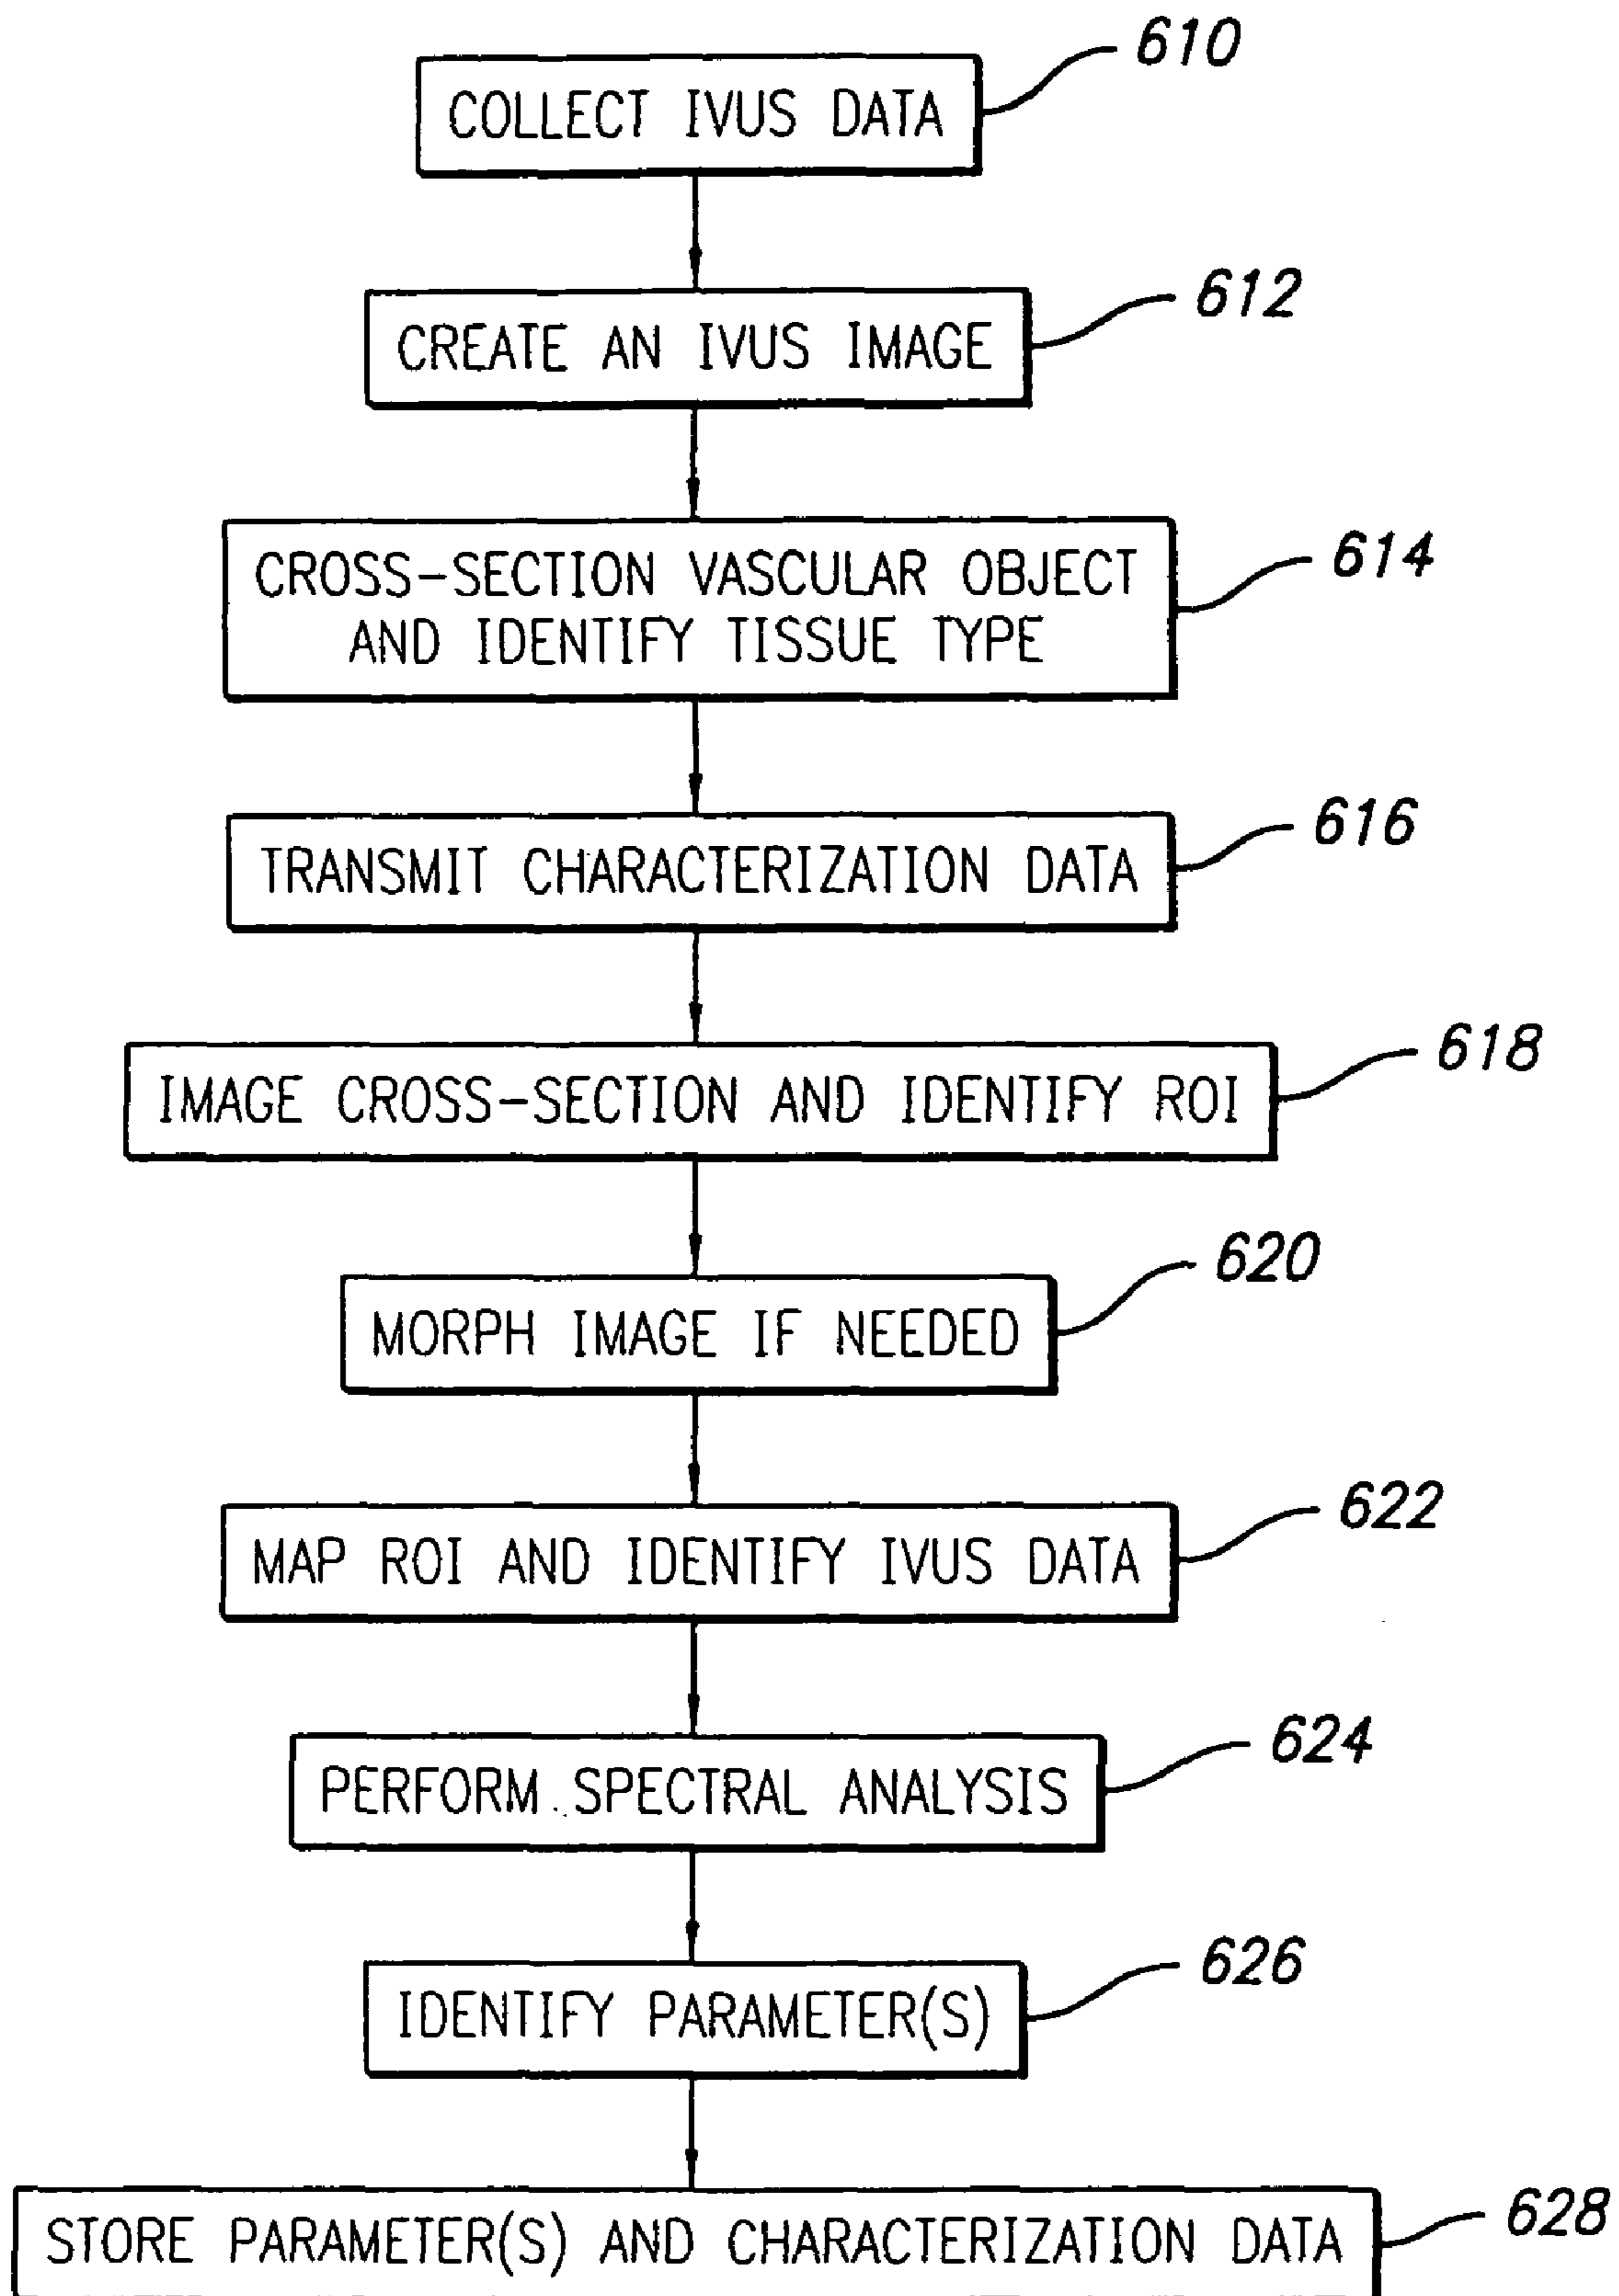 610
COLLECT IVUS DATA
612
CREATE AN IVUS IMAGE
614
CROSS-SECTION VASCULAR OBJECT
AND IDENTIFY TISSUE TYPE
616
TRANSMIT CHARACTERIZATION DATA
618
IMAGE CROSS-SECTION AND IDENTIFY ROI
620
MORPH IMAGE IF NEEDED
622
MAP ROI AND IDENTIFY IVUS DATA
624
PERFORM SPECTRAL ANALYSIS
626
IDENTIFY PARAMETER(S)
628
STORE PARAMETER(S) AND CHARACTERIZATION DATA